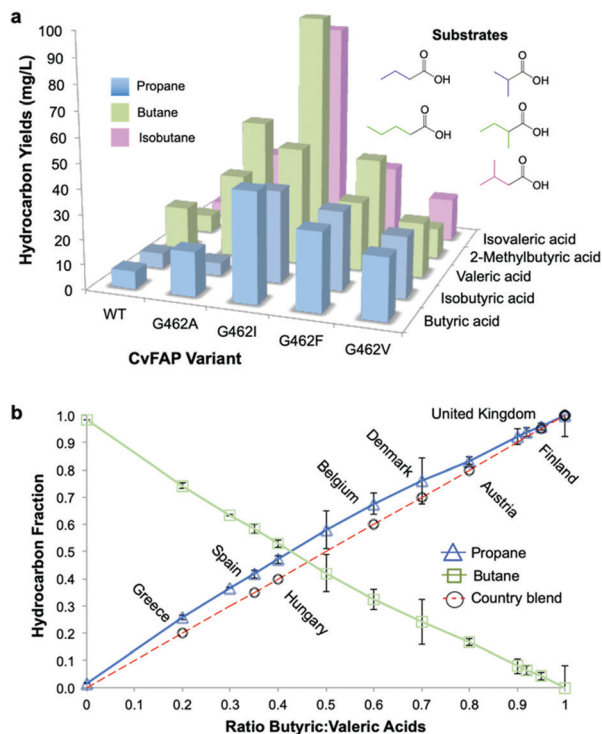 a
100
90
80
70
60
50
40
30
20
10
0
Hydrocarbon Yields (mg/L)
Propane
Butane
Isobutane
Substrates
O
OH
O
OH
O
OH
O
OH
O
OH
WT
G462A
G462I
G462F
G462V
CvFAP Variant
Isovaleric acid
2-Methylbutyric acid
Valeric acid
Isobutyric acid
Butyric acid
b
1.0
0.9
0.8
0.7
0.6
0.5
0.4
0.3
0.2
0.1
0.0
Hydrocarbon Fraction
Greece
Spain
Hungary
Belgium
Denmark
Austria
United Kingdom
Finland
Propane
Butane
Country blend
0
0.1
0.2
0.3
0.4
0.5
0.6
0.7
0.8
0.9
1
Ratio Butyric:Valeric Acids